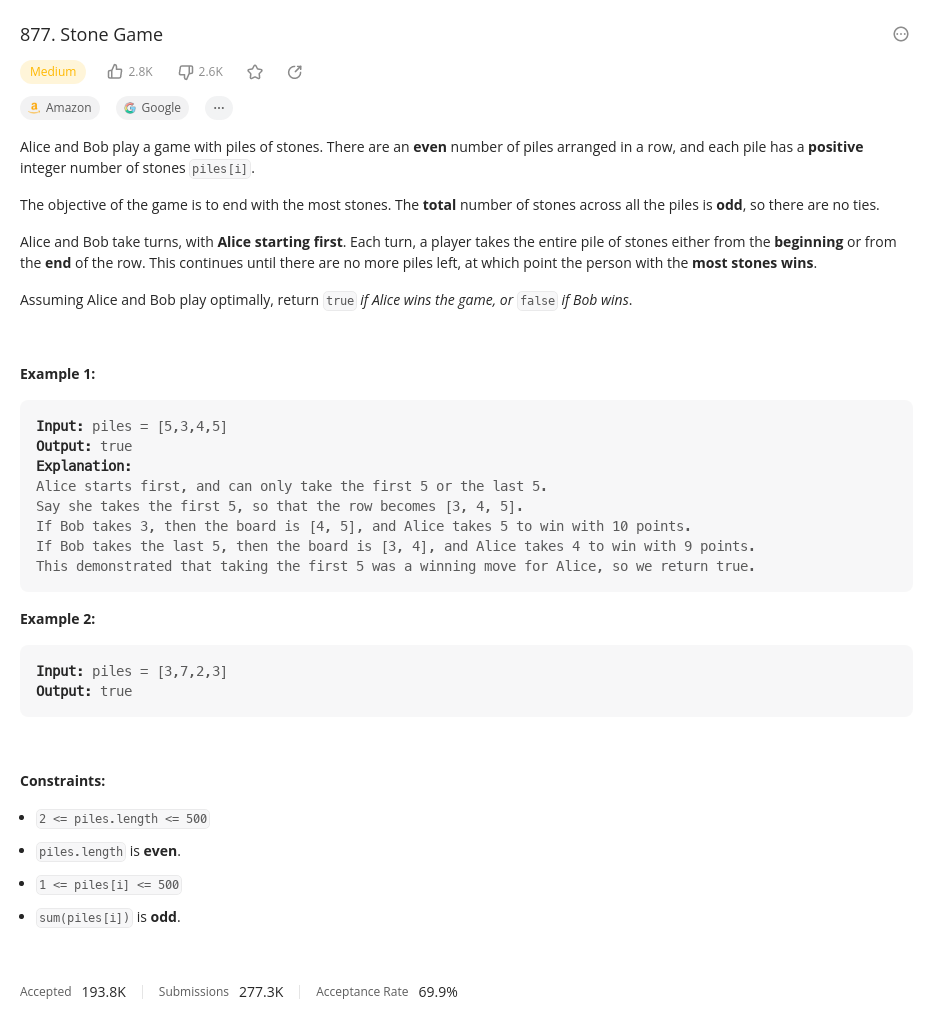 877. Stone Game
Medium 2.8K 2.6K
Amazon Google ...
Alice and Bob play a game with piles of stones. There are an even number of piles arranged in a row, and each pile has a positive
integer number of stones piles[i].
The objective of the game is to end with the most stones. The total number of stones across all the piles is odd, so there are no ties.
Alice and Bob take turns, with Alice starting first. Each turn, a player takes the entire pile of stones either from the beginning or from
the end of the row. This continues until there are no more piles left, at which point the person with the most stones wins.
Assuming Alice and Bob play optimally, return true if Alice wins the game, or false if Bob wins.
Example 1:
Input: piles = [5,3,4,5]
Output: true
Explanation:
Alice starts first, and can only take the first 5 or the last 5.
Say she takes the first 5, so that the row becomes [3, 4, 5].
If Bob takes 3, then the board is [4, 5], and Alice takes 5 to win with 10 points.
If Bob takes the last 5, then the board is [3, 4], and Alice takes 4 to win with 9 points.
This demonstrated that taking the first 5 was a winning move for Alice, so we return true.
Example 2:
Input: piles = [3,7,2,3]
Output: true
Constraints:
• 2 <= piles.length <= 500
• piles.length is even.
• 1 <= piles[i] <= 500
• sum(piles[i]) is odd.
Accepted 193.8K Submissions 277.3K Acceptance Rate 69.9%